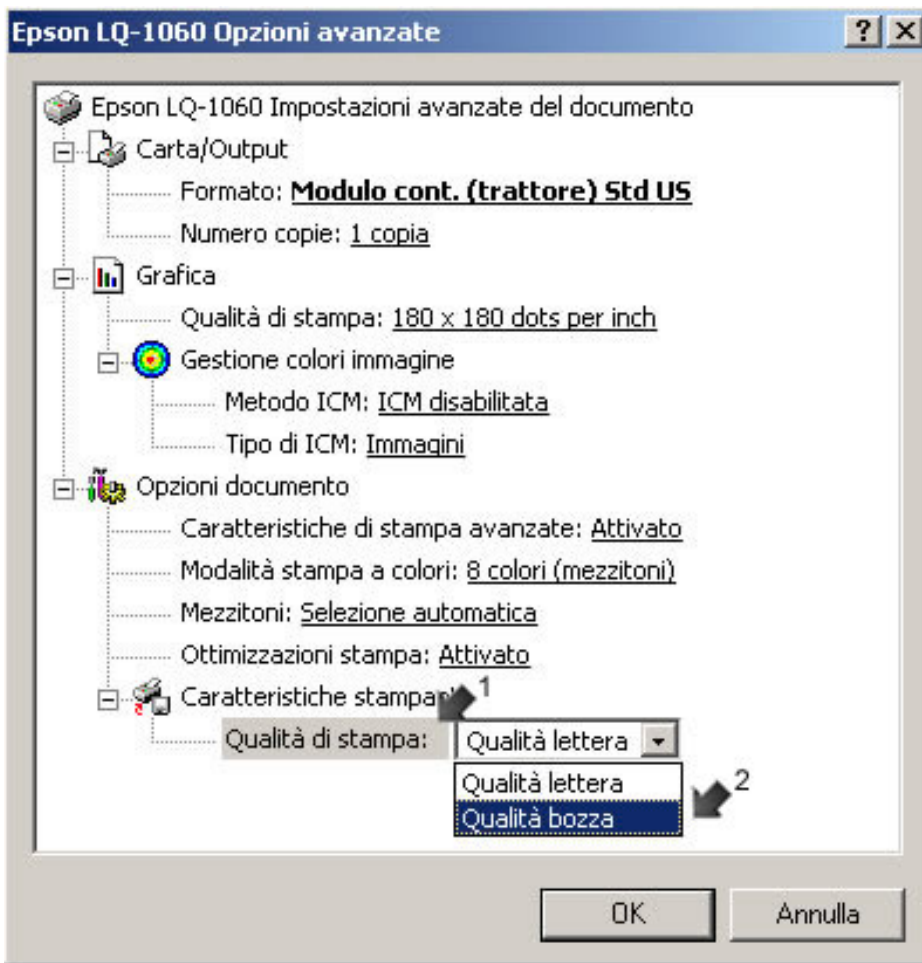 Epson LQ-1060 Opzioni avanzate
Epson LQ-1060 Impostazioni avanzate del documento
Carta/Output
Formato: Modulo cont. (trattore) Std US
Numero copie: 1 copia
Grafica
Qualità di stampa: 180 x 180 dots per inch
Gestione colori immagine
Metodo ICM: ICM disabilitata
Tipo di ICM: Immagini
Opzioni documento
Caratteristiche di stampa avanzate: Attivato
Modalità stampa a colori: 8 colori (mezzitoni)
Mezzitoni: Selezione automatica
Ottimizzazioni stampa: Attivato
Caratteristiche stampa
1
Qualità di stampa: Qualità lettera
Qualità lettera
2
Qualità bozza
OK Annulla